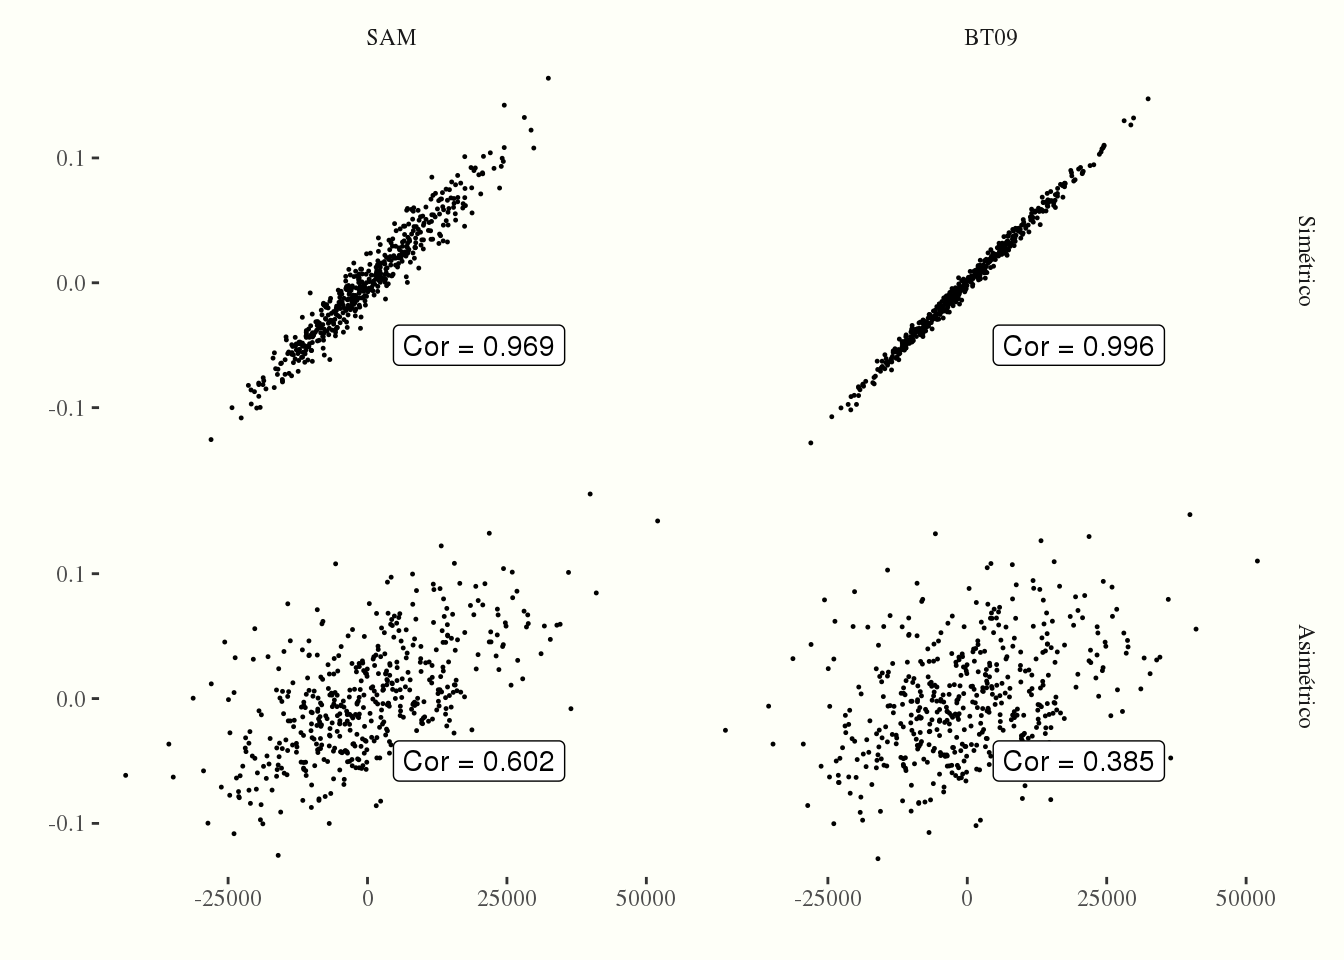 SAM
BT09
0.1
0.0
-0.1
Cor = 0.969
Cor = 0.996
Simétrico
0.1
0.0
-0.1
Cor = 0.602
Cor = 0.385
Asimétrico
-25000 0 25000 50000
-25000 0 25000 50000